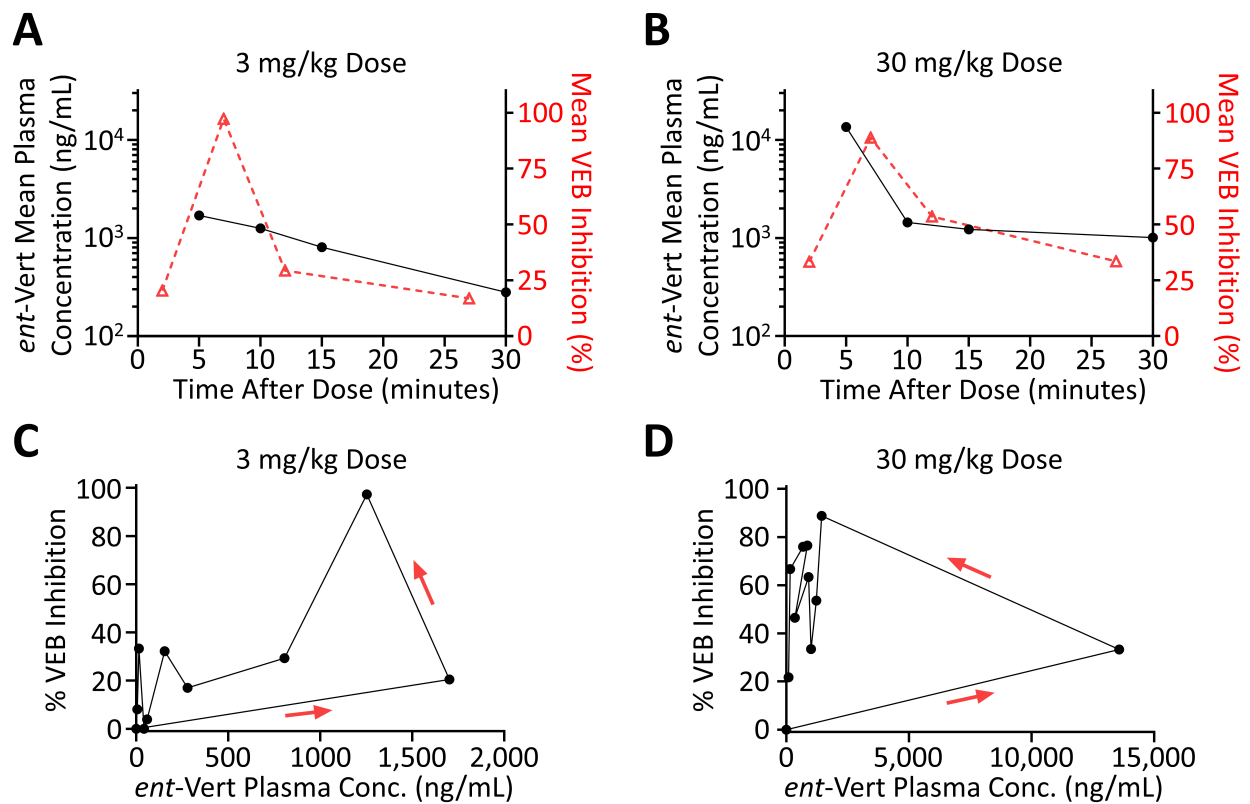 A
3 mg/kg Dose
ent-Vert Mean Plasma
Concentration (ng/mL)
10⁴
10³
10²
100
75
50
25
0
Mean VEB Inhibition (%)
0 5 10 15 20 25 30
Time After Dose (minutes)
B
30 mg/kg Dose
ent-Vert Mean Plasma
Concentration (ng/mL)
10⁴
10³
10²
100
75
50
25
0
Mean VEB Inhibition (%)
0 5 10 15 20 25 30
Time After Dose (minutes)
C
3 mg/kg Dose
% VEB Inhibition
100
80
60
40
20
0
0 500 1000 1,500 2,000
ent-Vert Plasma Conc. (ng/mL)
D
30 mg/kg Dose
% VEB Inhibition
100
80
60
40
20
0
0 5,000 10,000 15,000
ent-Vert Plasma Conc. (ng/mL)